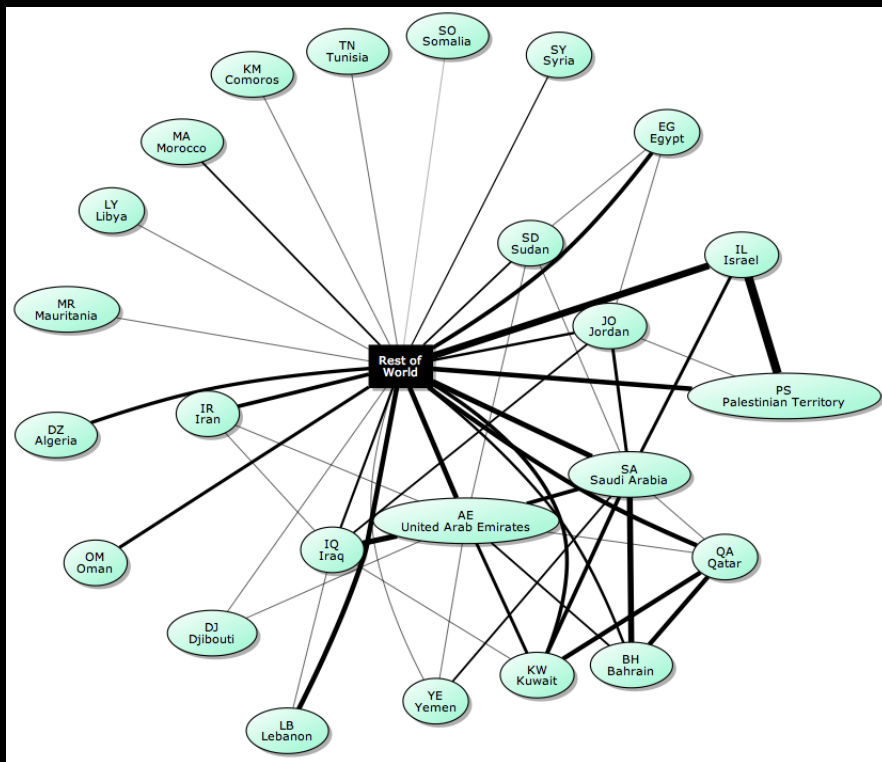 SO
Somalia
TN
Tunisia
SY
Syria
KM
Comoros
EG
Egypt
MA
Morocco
LY
Libya
SD
Sudan
IL
Israel
MR
Mauritania
JO
Jordan
Rest of
World
PS
Palestinian Territory
IR
Iran
DZ
Algeria
SA
Saudi Arabia
AE
United Arab Emirates
IQ
Iraq
QA
Qatar
OM
Oman
DJ
Djibouti
BH
Bahrain
KW
Kuwait
YE
Yemen
LB
Lebanon